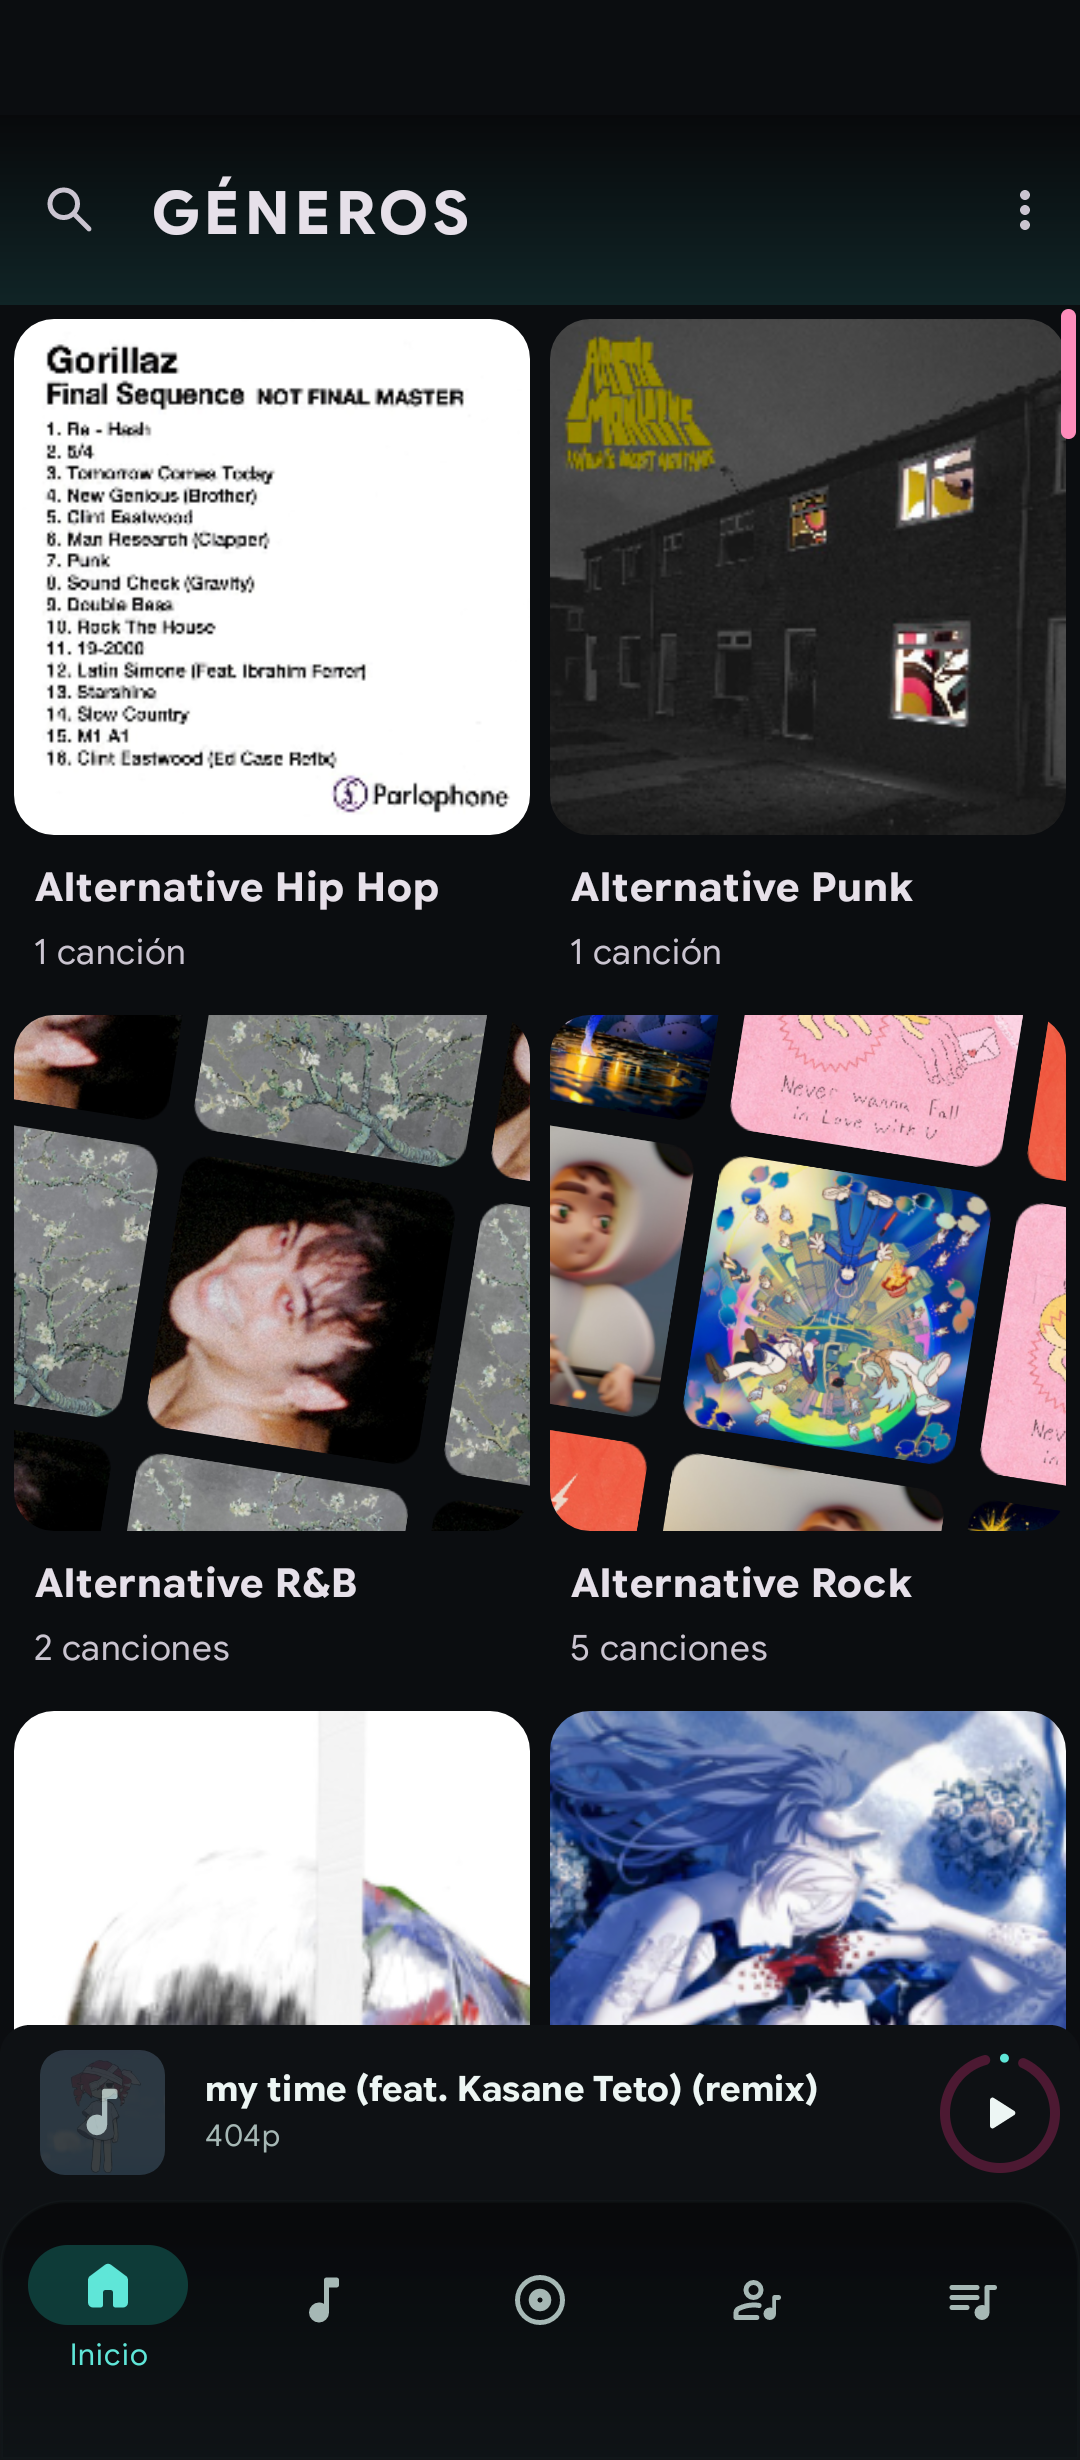 GÉNEROS
Gorillaz
Final Sequence NOT FINAL MASTER
1. Re - Hash
2. 5/4
3. Tomorrow Comes Today
4. New Genious (Brother)
5. Clint Eastwood
6. Man Research (Clapper)
7. Punk
8. Sound Check (Gravity)
9. Double Bass
10. Rock The House
11. 19-2000
12. Latin Simone (Feat. Ibrahim Ferrer)
13. Starshine
14. Slow Country
15. M1 A1
16. Clint Eastwood (Ed Case Refix)
Parlophone
ARCTIC
MONKEYS
Alternative Hip Hop
1 canción
Alternative Punk
1 canción
Never wanna fall
in Love with U
Nev
in
Alternative R&B
2 canciones
Alternative Rock
5 canciones
my time (feat. Kasane Teto) (remix)
404p
Inicio